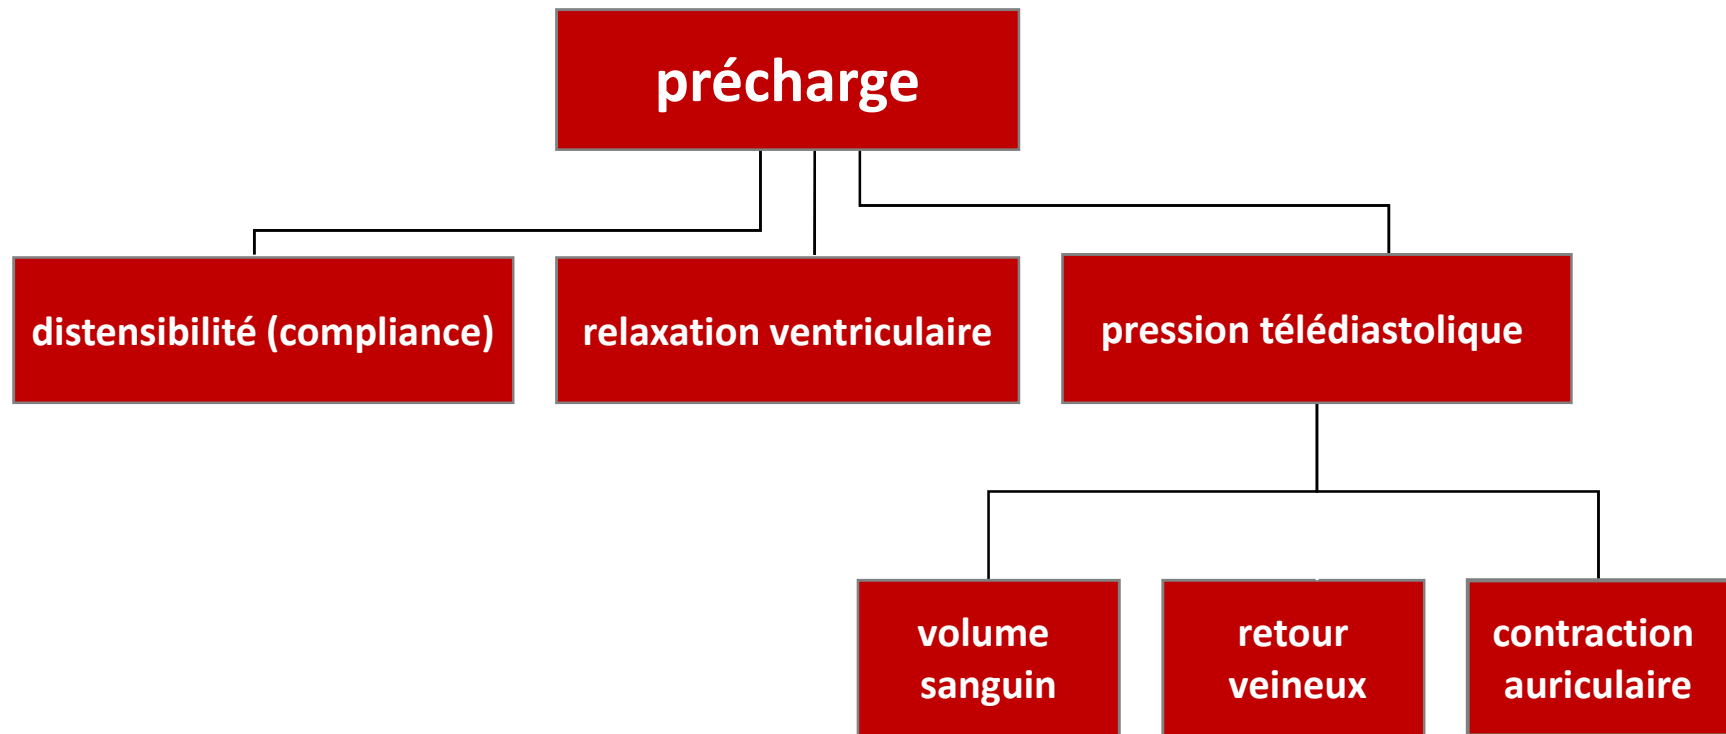 précharge
distensibilité (compliance)
relaxation ventriculaire
pression télédiastolique
volume
sanguin
retour
veineux
contraction
auriculaire